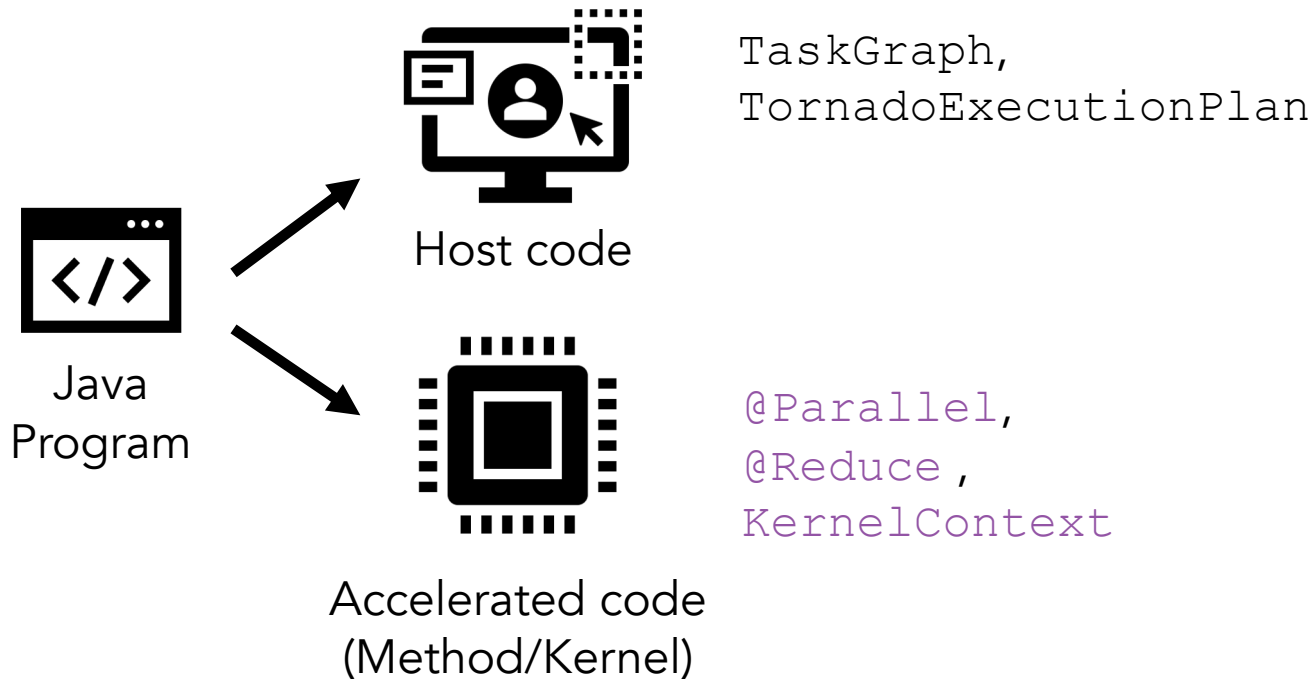 TaskGraph,
TornadoExecutionPlan
Host code
</>
Java
Program
@Parallel,
@Reduce ,
KernelContext
Accelerated code
(Method/Kernel)